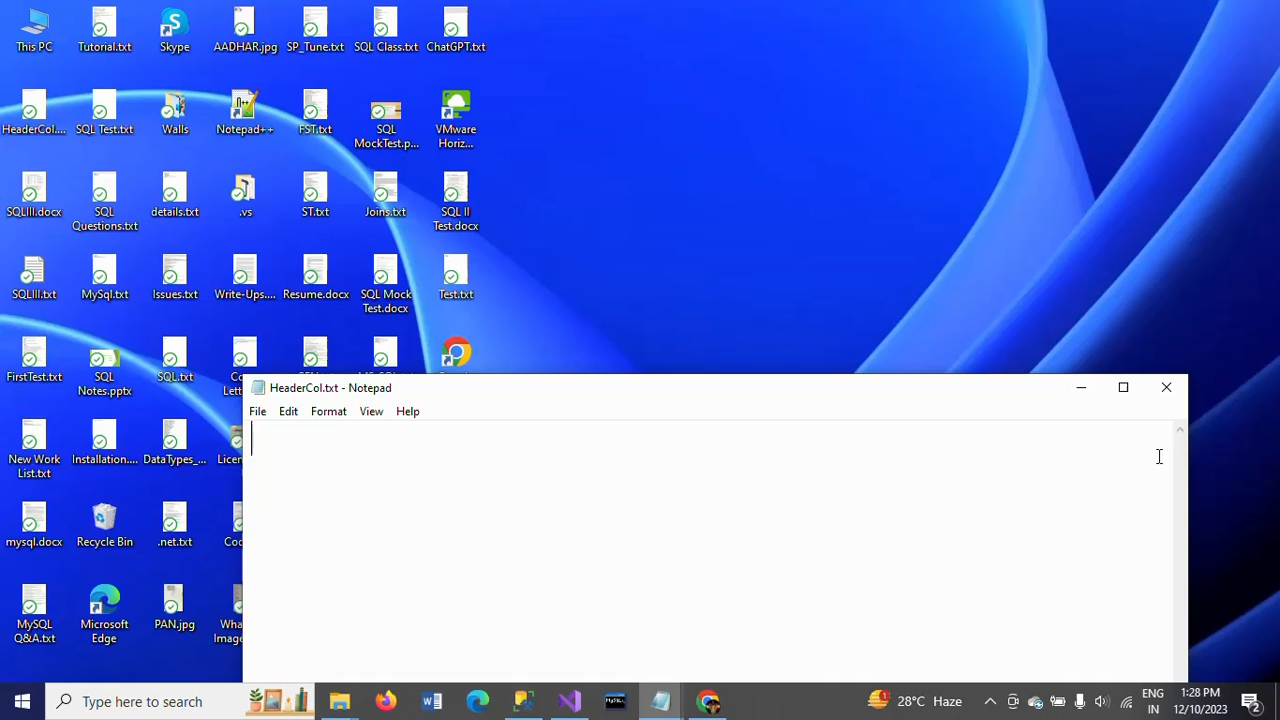 This PC
Tutorial.txt
Skype
AADHAR.jpg
SP_Tune.txt
SQL Class.txt
ChatGPT.txt
HeaderCol....
SQL Test.txt
Walls
Notepad++
FST.txt
SQL
MockTest.p...
VMware
Horiz...
SQLIII.docx
SQL
Questions.txt
details.txt
.vs
ST.txt
Joins.txt
SQL II
Test.docx
SQLIII.txt
MySql.txt
Issues.txt
Write-Ups....
Resume.docx
SQL Mock
Test.docx
Test.txt
FirstTest.txt
SQL
Notes.pptx
SQL.txt
HeaderCol.txt - Notepad
File Edit Format View Help
New Work
List.txt
Installation....
DataTypes_...
mysql.docx
Recycle Bin
.net.txt
MySQL
Q&A.txt
Microsoft
Edge
PAN.jpg
Type here to search
28°C Haze
ENG
IN
1:28 PM
12/10/2023
2